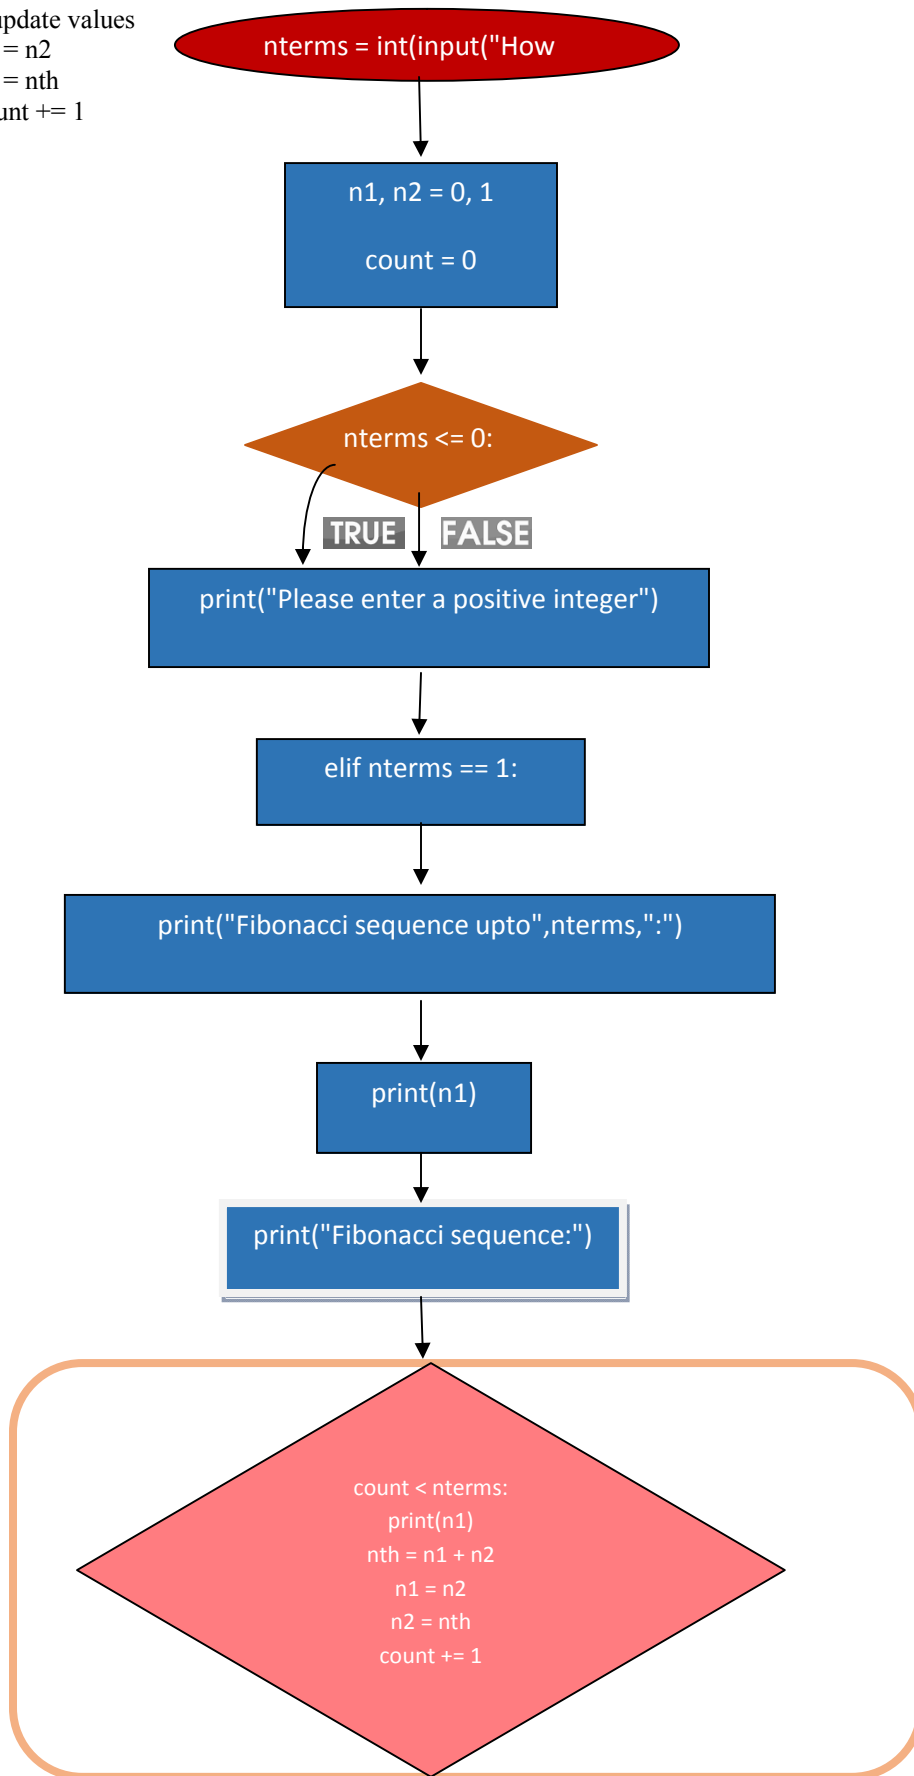 update values
= n2
= nth
unt += 1
nterms = int(input("How
n1, n2 = 0, 1
count = 0
nterms <= 0:
TRUE FALSE
print("Please enter a positive integer")
elif nterms == 1:
print("Fibonacci sequence upto",nterms,":")
print(n1)
print("Fibonacci sequence:")
count < nterms:
print(n1)
nth = n1 + n2
n1 = n2
n2 = nth
count += 1